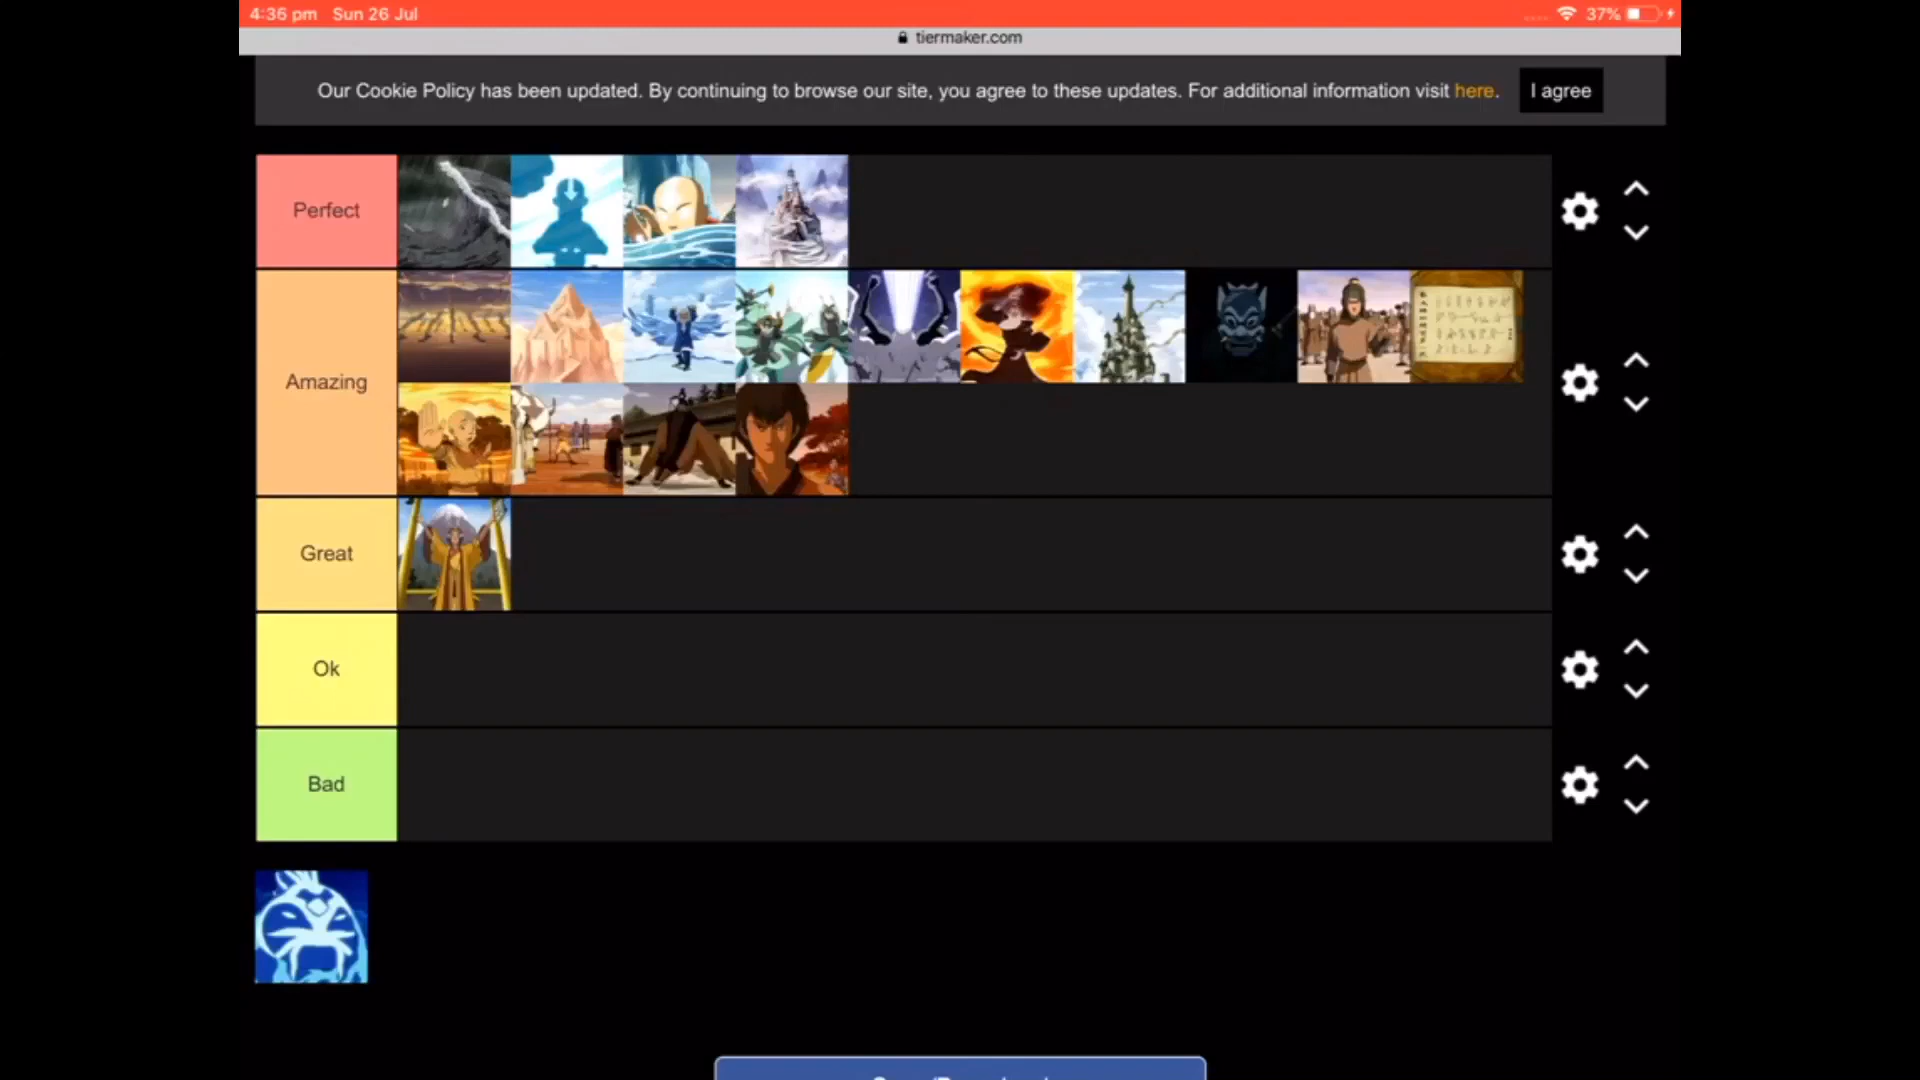 4:36 pm Sun 26 Jul
37%
tiermaker.com
Our Cookie Policy has been updated. By continuing to browse our site, you agree to these updates. For additional information visit here.
I agree
Perfect
Amazing
Great
Ok
Bad